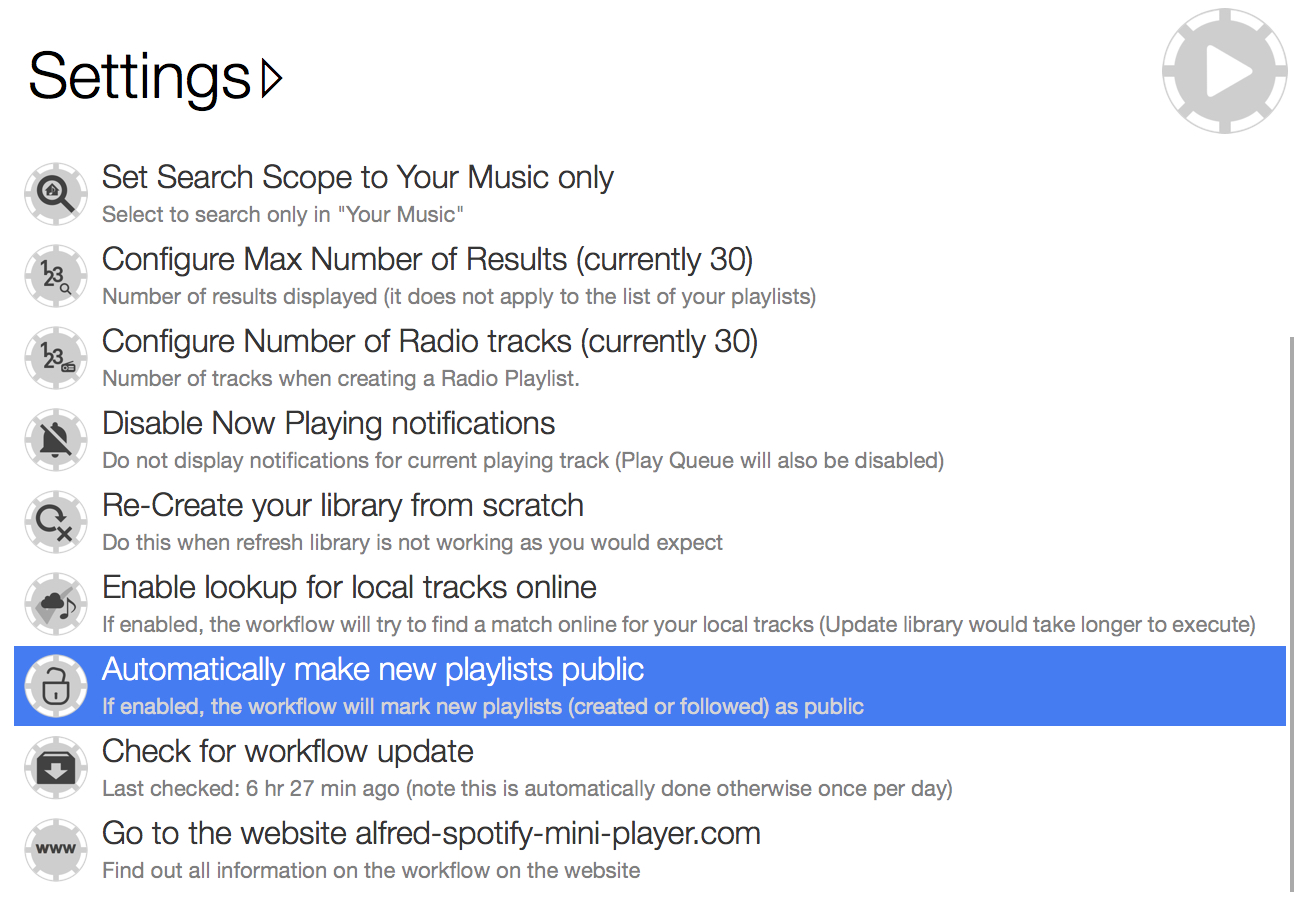 Settings▷
Set Search Scope to Your Music only
Select to search only in "Your Music"
123
Configure Max Number of Results (currently 30)
Number of results displayed (it does not apply to the list of your playlists)
123
Configure Number of Radio tracks (currently 30)
Number of tracks when creating a Radio Playlist.
Disable Now Playing notifications
Do not display notifications for current playing track (Play Queue will also be disabled)
Re-Create your library from scratch
Do this when refresh library is not working as you would expect
Enable lookup for local tracks online
If enabled, the workflow will try to find a match online for your local tracks (Update library would take longer to execute)
Automatically make new playlists public
If enabled, the workflow will mark new playlists (created or followed) as public
Check for workflow update
Last checked: 6 hr 27 min ago (note this is automatically done otherwise once per day)
www
Go to the website alfred-spotify-mini-player.com
Find out all information on the workflow on the website